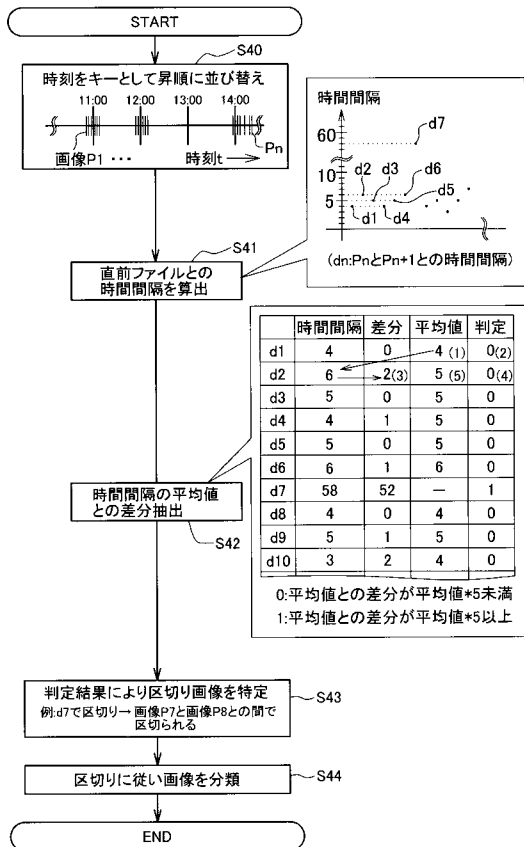 START
S40
時刻をキーとして昇順に並び替え
11:00 12:00 13:00 14:00
画像P1 ・・・ 時刻t Pn
S41
直前ファイルとの
時間間隔を算出
時間間隔
60
10
5
d7
d2 d3 d6
d5
d1 d4
(dn:PnとPn+1との時間間隔)
時間間隔 差分 平均値 判定
d1 4 0 4(1) 0(2)
d2 6 2(3) 5(5) 0(4)
d3 5 0 5 0
d4 4 1 5 0
d5 5 0 5 0
d6 6 1 6 0
d7 58 52 — 1
d8 4 0 4 0
d9 5 1 5 0
d10 3 2 4 0
0:平均値との差分が平均値*5未満
1:平均値との差分が平均値*5以上
時間間隔の平均値
との差分抽出
S42
判定結果により区切り画像を特定
例:d7で区切り→画像P7と画像P8との間で
区切られる
S43
区切りに従い画像を分類
S44
END